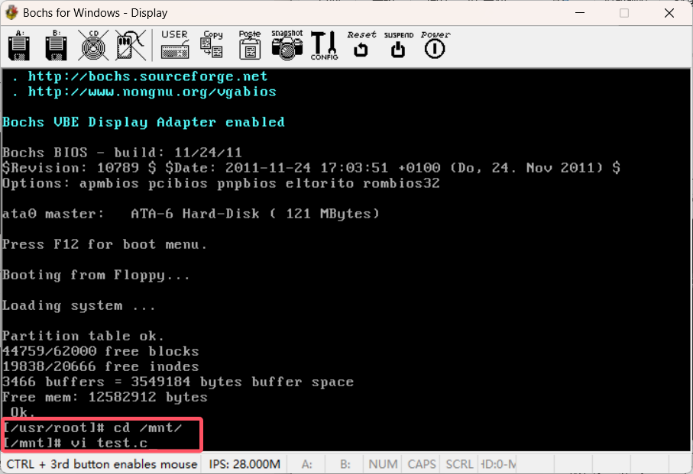 Bochs for Windows - Display
A:
B:
CD
USER
Copy
Paste
snapshot
CONFIG
Reset
SUSPEND
Power
. http://bochs.sourceforge.net
. http://www.nongnu.org/vgabios
Bochs VBE Display Adapter enabled
Bochs BIOS - build: 11/24/11
$Revision: 10789 $ $Date: 2011-11-24 17:03:51 +0100 (Do, 24. Nov 2011) $
Options: apmbios pcibios pnpbios eltorito rombios32
ata0 master: ATA-6 Hard-Disk ( 121 MBytes)
Press F12 for boot menu.
Booting from Floppy...
Loading system ...
Partition table ok.
44759/62000 free blocks
19838/20666 free inodes
3466 buffers = 3549184 bytes buffer space
Free mem: 12582912 bytes
Ok.
[/usr/root]# cd /mnt/
[/mnt]# vi test.c
CTRL + 3rd button enables mouse
IPS: 28.000M
A:
B:
NUM
CAPS
SCRL
HD:0-M